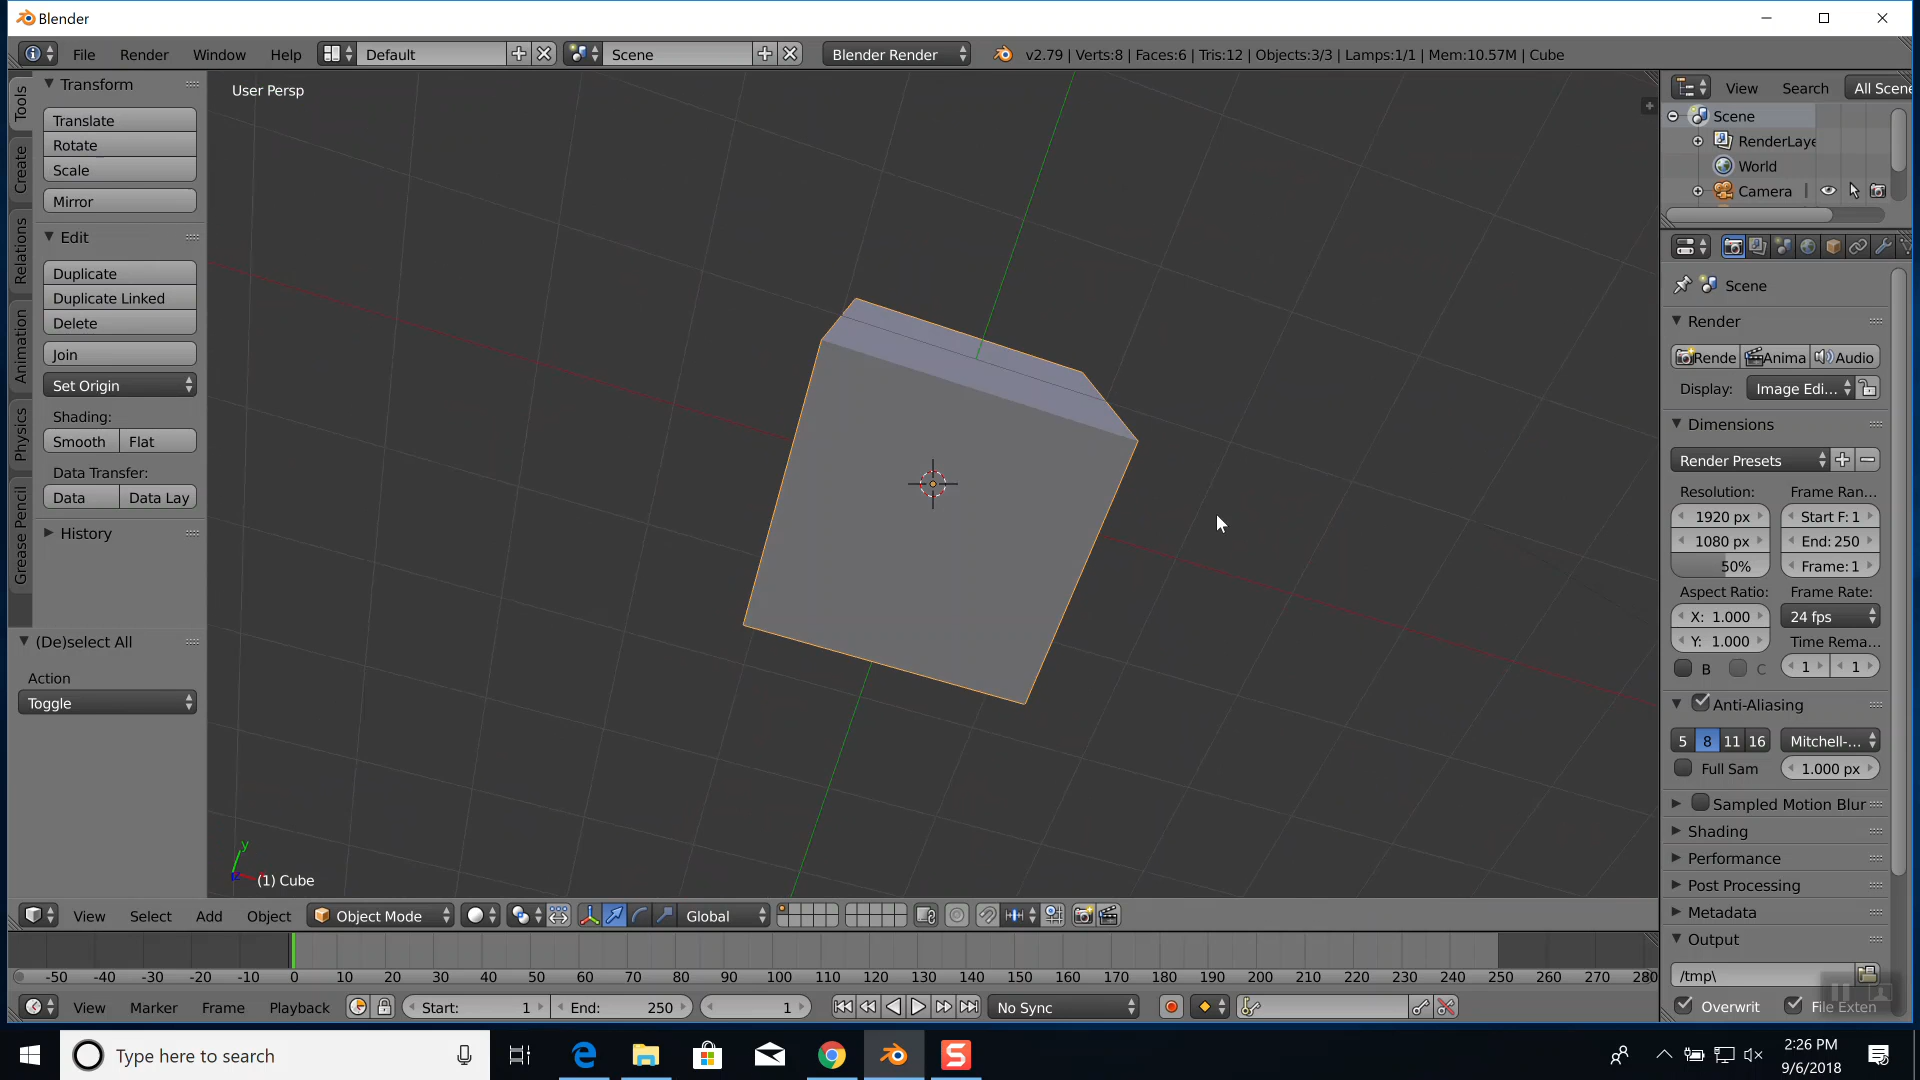 Blender
File Render Window Help Default Scene Blender Render v2.79 | Verts:8 | Faces:6 | Tris:12 | Objects:3/3 | Lamps:1/1 | Mem:10.57M | Cube
Tools
Create
Relations
Animation
Physics
Grease Pencil
Transform
Translate
Rotate
Scale
Mirror
Edit
Duplicate
Duplicate Linked
Delete
Join
Set Origin
Shading:
Smooth Flat
Data Transfer:
Data Data Lay
History
(De)select All
Action
Toggle
User Persp
y
(1) Cube
View Select Add Object Object Mode Global
-50 -40 -30 -20 -10 0 10 20 30 40 50 60 70 80 90 100 110 120 130 140 150 160 170 180 190 200 210 220 230 240 250 260 270 280
View Marker Frame Playback Start: 1 End: 250 1 No Sync
View Search All Scene
Scene
RenderLaye
World
Camera
Scene
Render
Rende Anima Audio
Display: Image Edi...
Dimensions
Render Presets
Resolution: Frame Ran...
1920 px Start F: 1
1080 px End: 250
50% Frame: 1
Aspect Ratio: Frame Rate:
X: 1.000 24 fps
Y: 1.000 Time Rema...
B C 1 1
Anti-Aliasing
5 8 11 16 Mitchell-...
Full Sam 1.000 px
Sampled Motion Blur
Shading
Performance
Post Processing
Metadata
Output
/tmp\
Overwrit File Exten
Type here to search
2:26 PM
9/6/2018